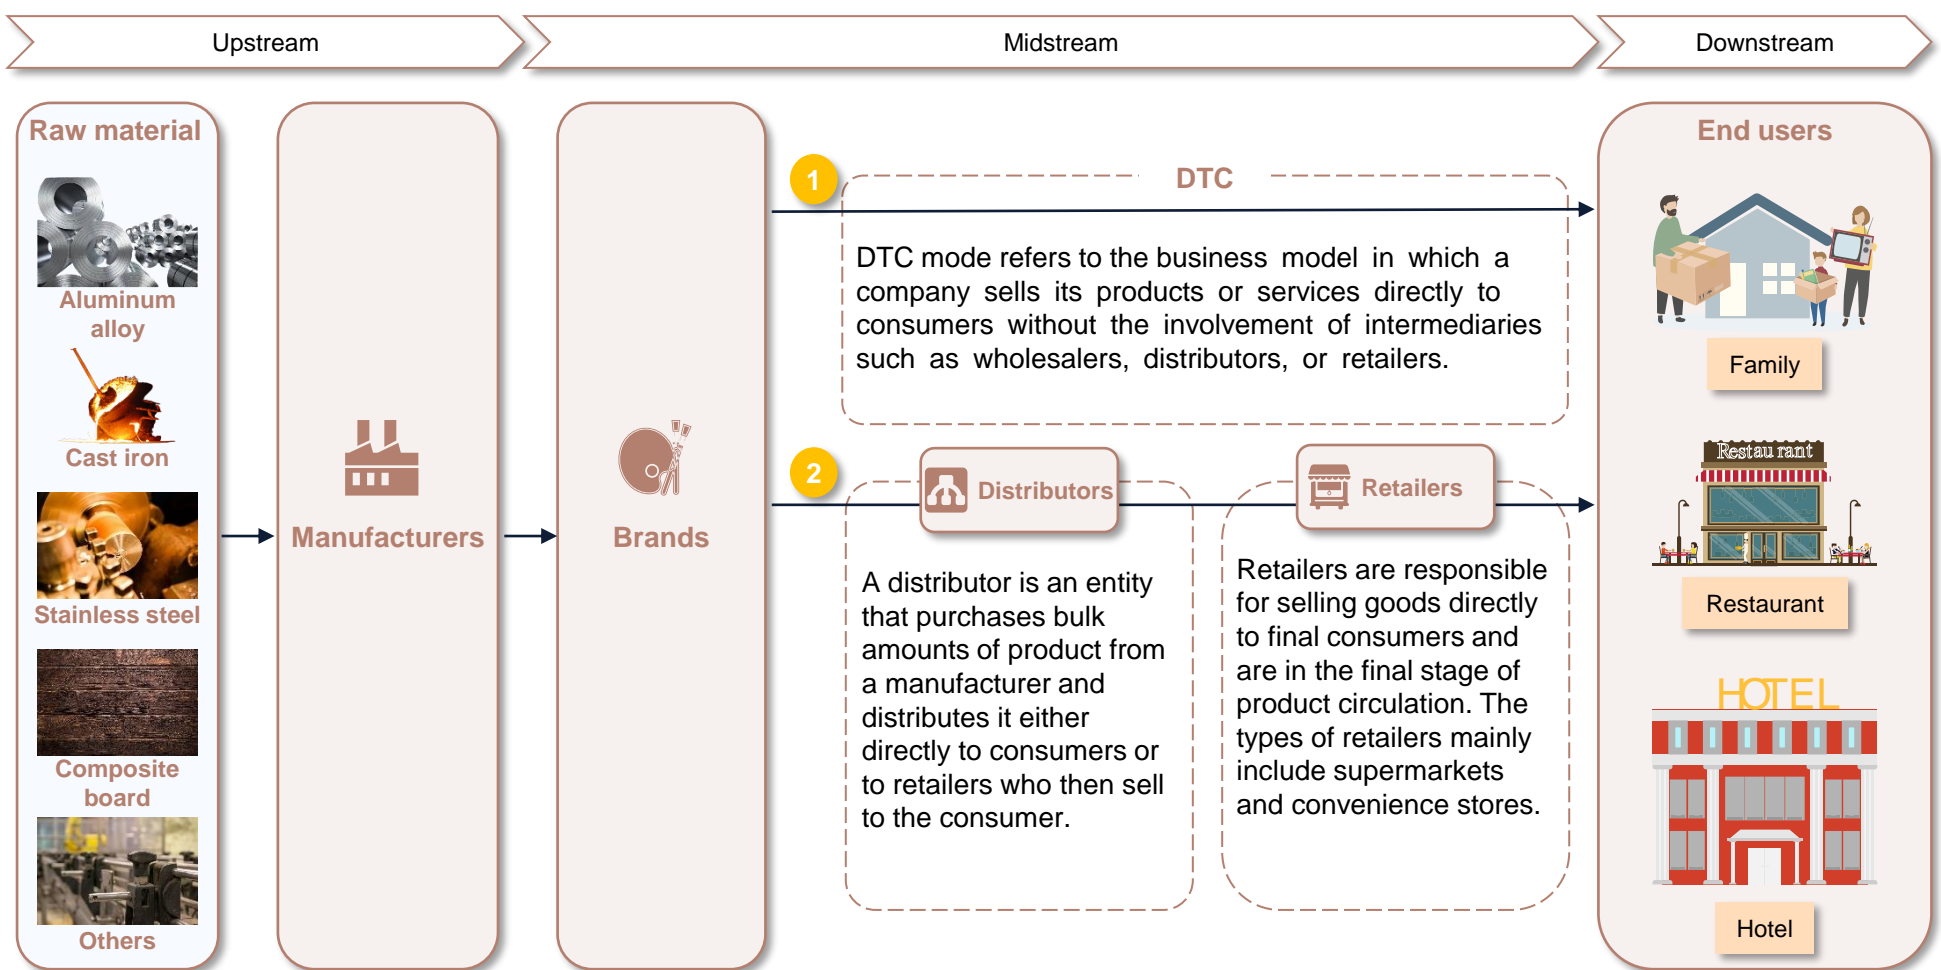 Upstream
Midstream
Downstream
Raw material
Aluminum
alloy
Cast iron
Stainless steel
Composite
board
Others
Manufacturers
Brands
1
DTC
DTC mode refers to the business model in which a
company sells its products or services directly to
consumers without the involvement of intermediaries
such as wholesalers, distributors, or retailers.
2
Distributors
A distributor is an entity
that purchases bulk
amounts of product from
a manufacturer and
distributes it either
directly to consumers or
to retailers who then sell
to the consumer.
Retailers
Retailers are responsible
for selling goods directly
to final consumers and
are in the final stage of
product circulation. The
types of retailers mainly
include supermarkets
and convenience stores.
End users
Family
Restau rant
Restaurant
HOTEL
Hotel